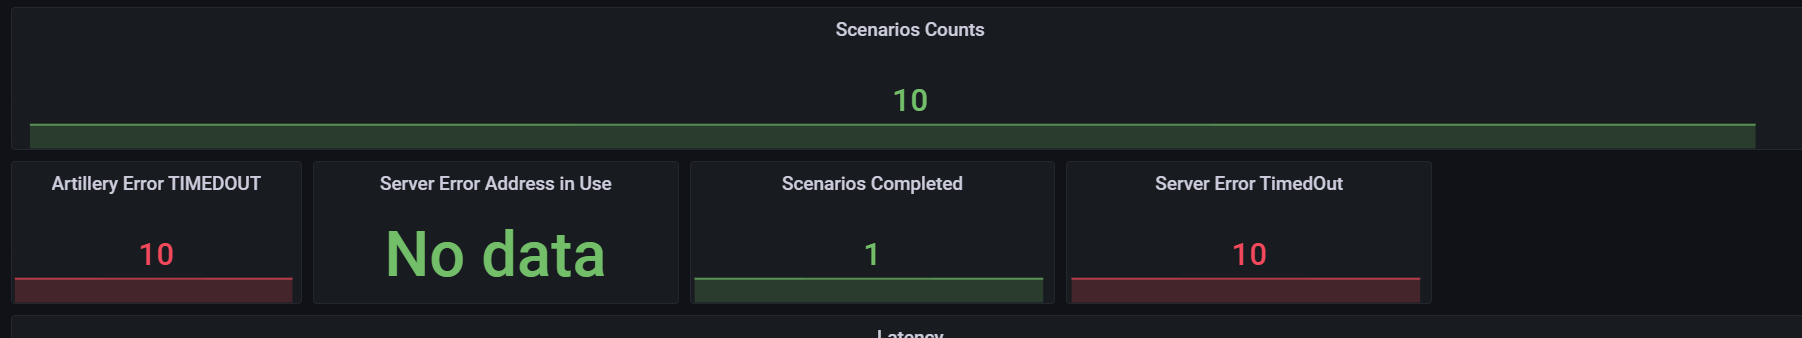 Scenarios Counts
10
Artillery Error TIMEDOUT
Server Error Address in Use
Scenarios Completed
Server Error TimedOut
10
No data
1
10
Latency